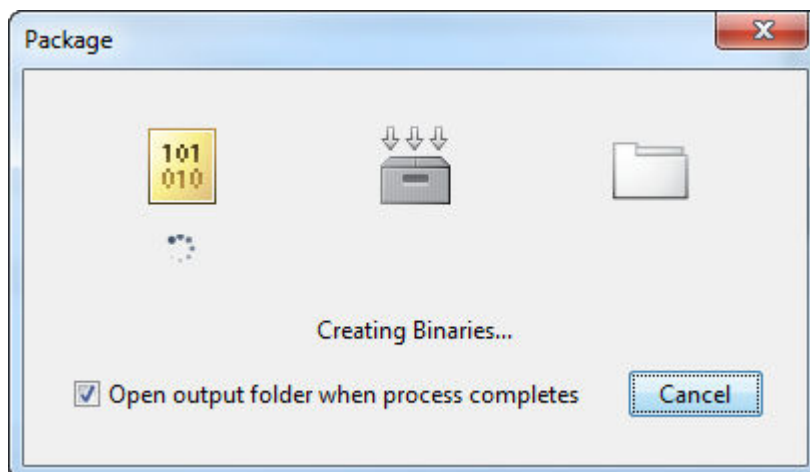 Package
101
010
Creating Binaries...
Open output folder when process completes
Cancel